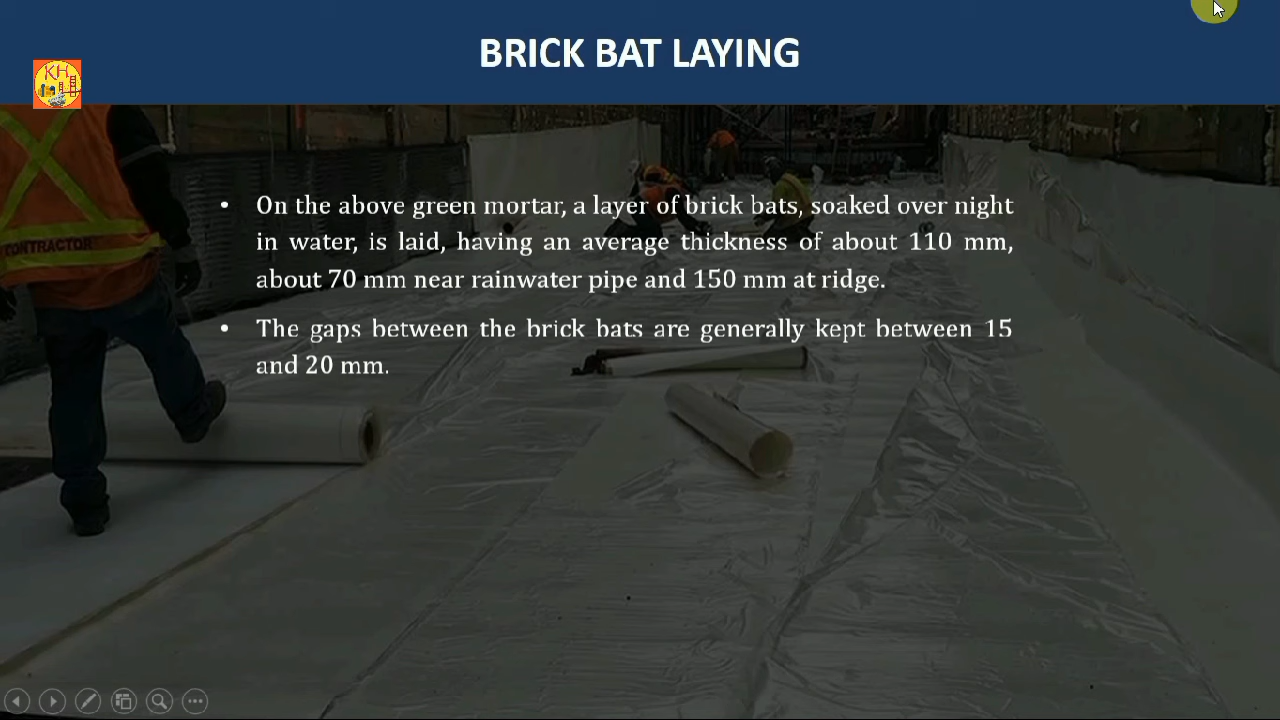 BRICK BAT LAYING
KH
• On the above green mortar, a layer of brick bats, soaked over night
in water, is laid, having an average thickness of about 110 mm,
about 70 mm near rainwater pipe and 150 mm at ridge.
• The gaps between the brick bats are generally kept between 15
and 20 mm.
CONTRACTOR